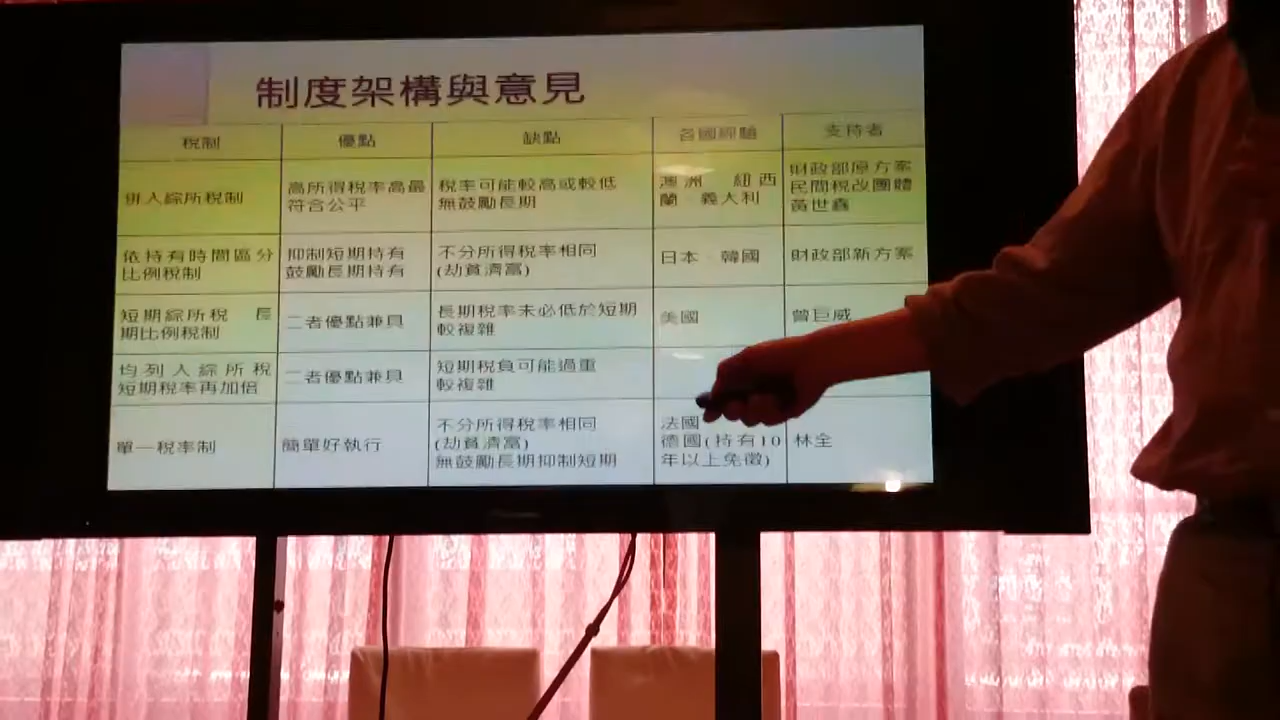 制度架構與意見
稅制 優點 缺點 各國經驗 支持者
併入綜所稅制
高所得稅率高最
符合公平
稅率可能較高或較低
無鼓勵長期
澳洲 紐西
蘭 義大利
財政部原方案
民間稅改團體
黃世鑫
依持有時間區分
比例稅制
抑制短期持有
鼓勵長期持有
不分所得稅率相同
(劫貧濟富)
日本 韓國
財政部新方案
短期綜所稅 長
期比例稅制
二者優點兼具
長期稅率未必低於短期
較複雜
美國
曾巨威
均列入綜所稅
短期稅率再加倍
二者優點兼具
短期稅負可能過重
較複雜
單一稅率制
簡單好執行
不分所得稅率相同
(劫貧濟富)
無鼓勵長期抑制短期
法國
德國(持有10
年以上免徵)
林全